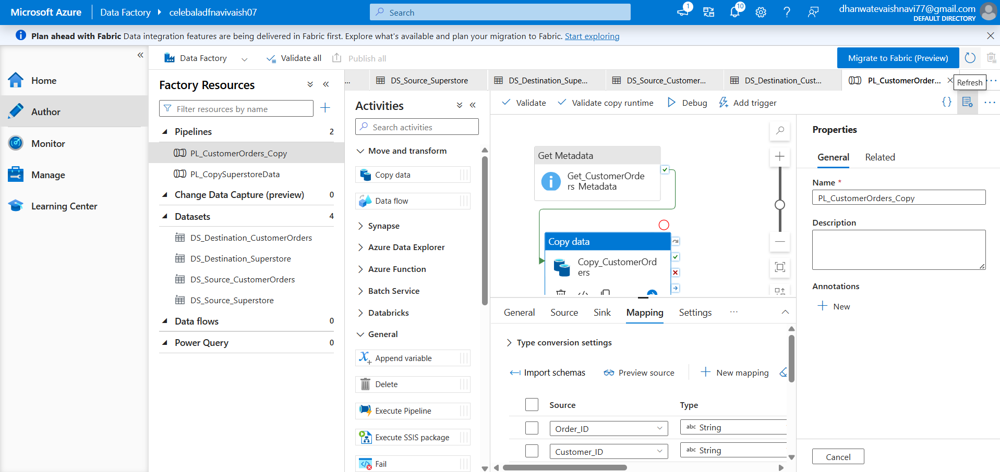 Microsoft Azure
Data Factory
celebaladfnavivaish07
Search
1
10
dhanwatevaishnavi77@gmail.com
DEFAULT DIRECTORY
Plan ahead with Fabric Data integration features are being delivered in Fabric first. Explore what's available and plan your migration to Fabric. Start exploring
Home
Author
Monitor
Manage
Learning Center
Data Factory
Validate all
Publish all
Migrate to Fabric (Preview)
Refresh
Factory Resources
Filter resources by name
Pipelines 2
PL_CustomerOrders_Copy
PL_CopySuperstoreData
Change Data Capture (preview) 0
Datasets 4
DS_Destination_CustomerOrders
DS_Destination_Superstore
DS_Source_CustomerOrders
DS_Source_Superstore
Data flows 0
Power Query 0
...
DS_Source_Superstore
DS_Destination_Supe...
DS_Source_Customer...
DS_Destination_Cust...
PL_CustomerOrder...
Activities
Search activities
Move and transform
Copy data
Data flow
Synapse
Azure Data Explorer
Azure Function
Batch Service
Databricks
General
Append variable
Delete
Execute Pipeline
Execute SSIS package
Fail
Validate
Validate copy runtime
Debug
Add trigger
Get Metadata
Get_CustomerOrde
rs Metadata
Copy data
Copy_CustomerOrd
ers
General
Source
Sink
Mapping
Settings
Type conversion settings
Import schemas
Preview source
New mapping
Source Type
Order_ID abc String
Customer_ID abc String
Properties
General
Related
Name *
PL_CustomerOrders_Copy
Description
Annotations
New
Cancel